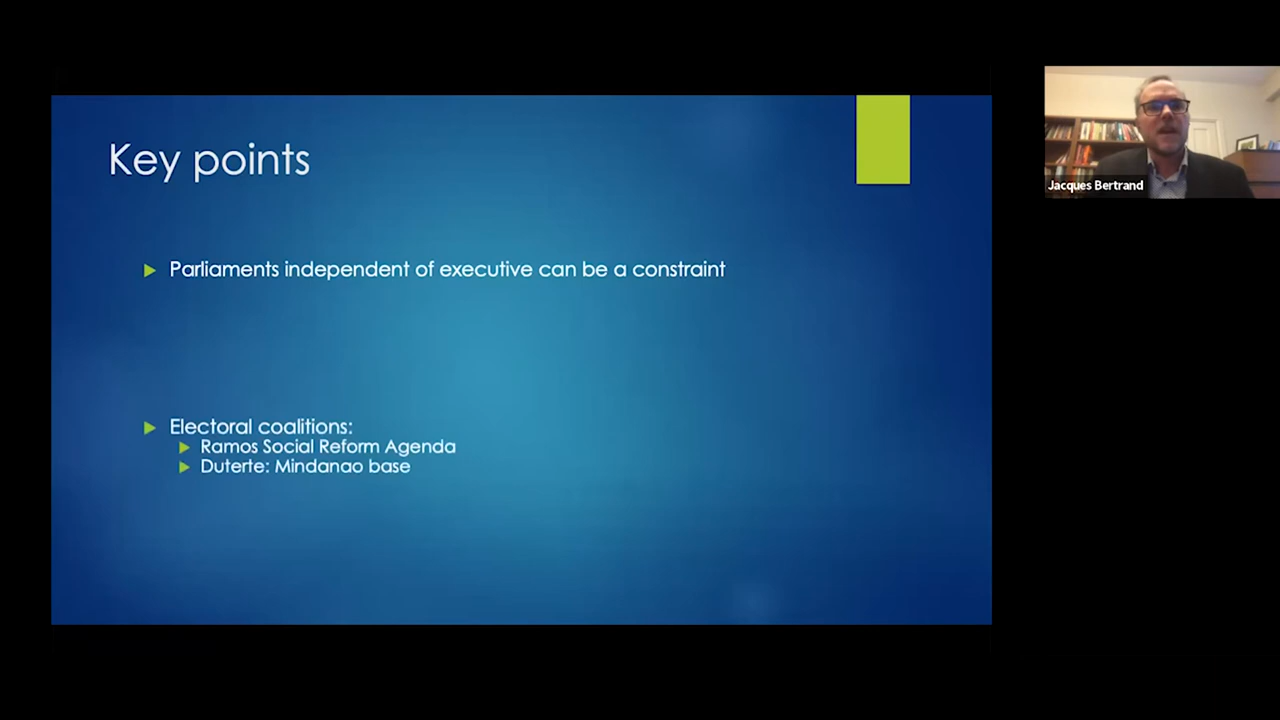 Key points
Parliaments independent of executive can be a constraint
Electoral coalitions:
Ramos Social Reform Agenda
Duterte: Mindanao base
Jacques Bertrand